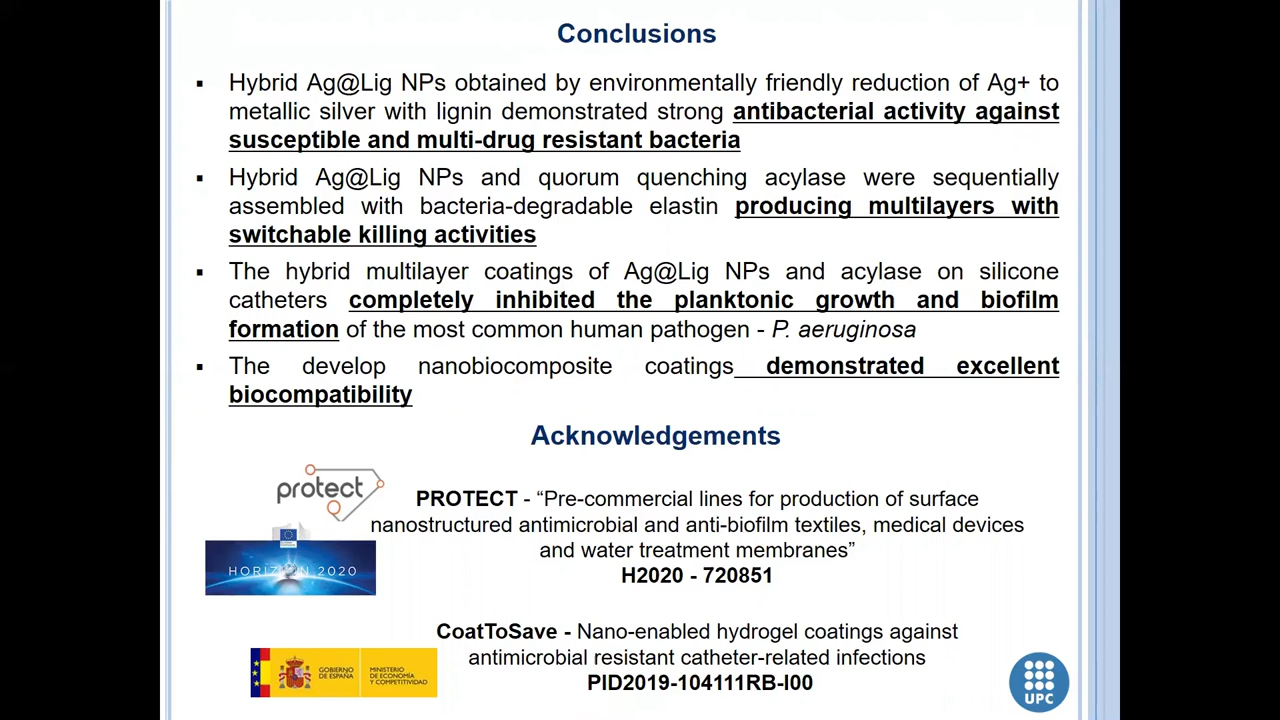 Conclusions
▪ Hybrid Ag@Lig NPs obtained by environmentally friendly reduction of Ag+ to
metallic silver with lignin demonstrated strong antibacterial activity against
susceptible and multi-drug resistant bacteria
▪ Hybrid Ag@Lig NPs and quorum quenching acylase were sequentially
assembled with bacteria-degradable elastin producing multilayers with
switchable killing activities
▪ The hybrid multilayer coatings of Ag@Lig NPs and acylase on silicone
catheters completely inhibited the planktonic growth and biofilm
formation of the most common human pathogen - P. aeruginosa
▪ The develop nanobiocomposite coatings demonstrated excellent
biocompatibility
Acknowledgements
protect
PROTECT - “Pre-commercial lines for production of surface
nanostructured antimicrobial and anti-biofilm textiles, medical devices
and water treatment membranes”
H2020 - 720851
HORIZON 2020
CoatToSave - Nano-enabled hydrogel coatings against
antimicrobial resistant catheter-related infections
PID2019-104111RB-I00
GOBIERNO
DE ESPAÑA
MINISTERIO
DE ECONOMÍA
Y COMPETITIVIDAD
UPC